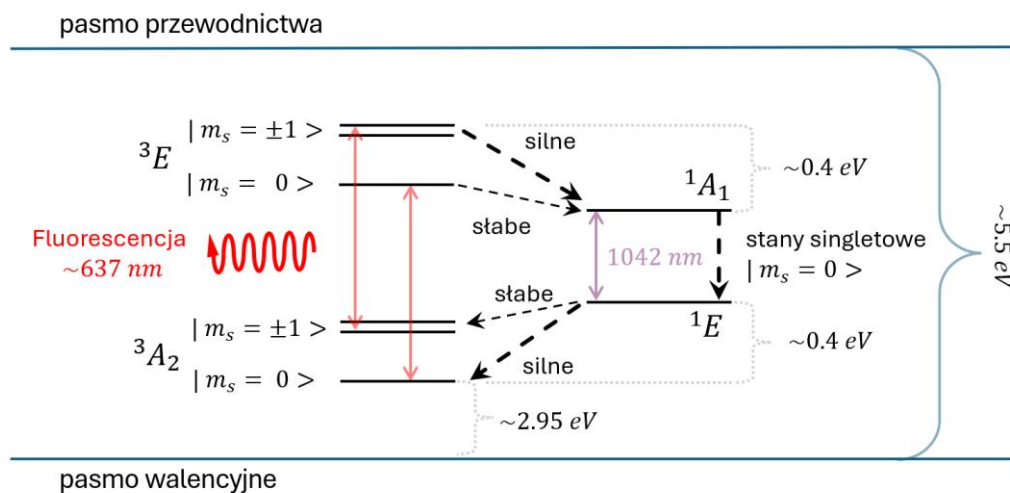 pasmo przewodnictwa
| m_s = ±1 >
silne
³E
~0.4 eV
| m_s = 0 >
¹A₁
słabe
Fluorescencja
~637 nm
1042 nm
stany singletowe
| m_s = 0 >
~5.5 eV
słabe
| m_s = ±1 >
¹E
³A₂
~0.4 eV
silne
| m_s = 0 >
~2.95 eV
pasmo walencyjne